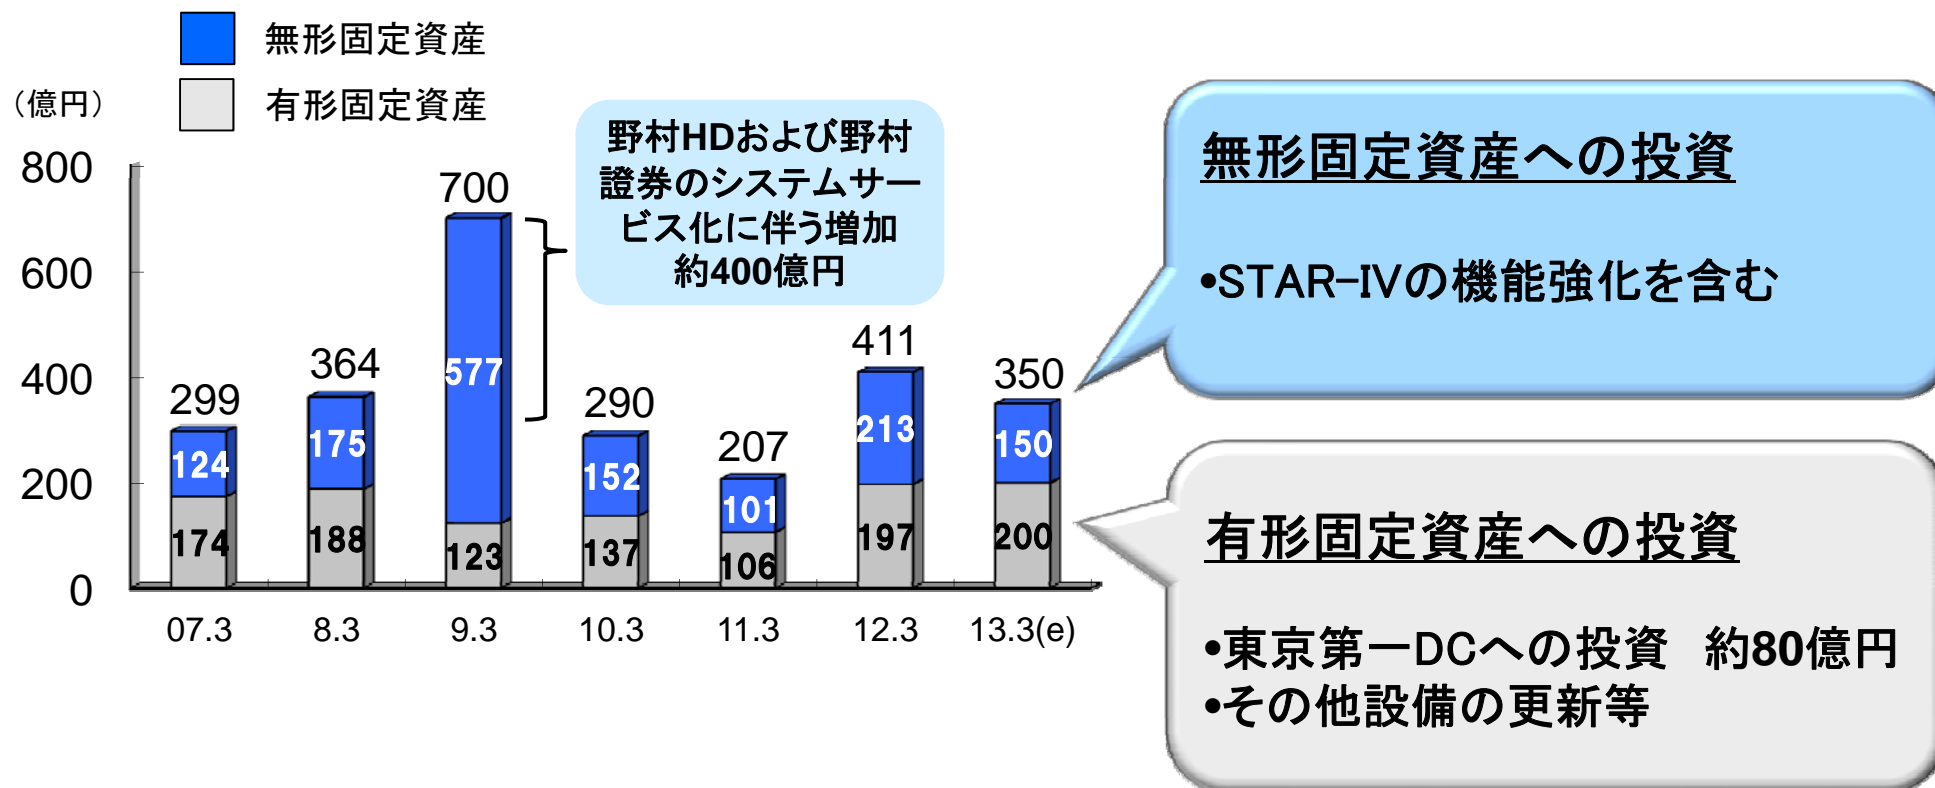 無形固定資産
有形固定資産
（億円）
800
600
400
200
0
299
364
700
290
207
411
350
124
175
577
152
101
213
150
174
188
123
137
106
197
200
07.3
8.3
9.3
10.3
11.3
12.3
13.3(e)
野村HDおよび野村
證券のシステムサー
ビス化に伴う増加
約400億円
無形固定資産への投資
•STAR-IVの機能強化を含む
有形固定資産への投資
•東京第一DCへの投資　約80億円
•その他設備の更新等